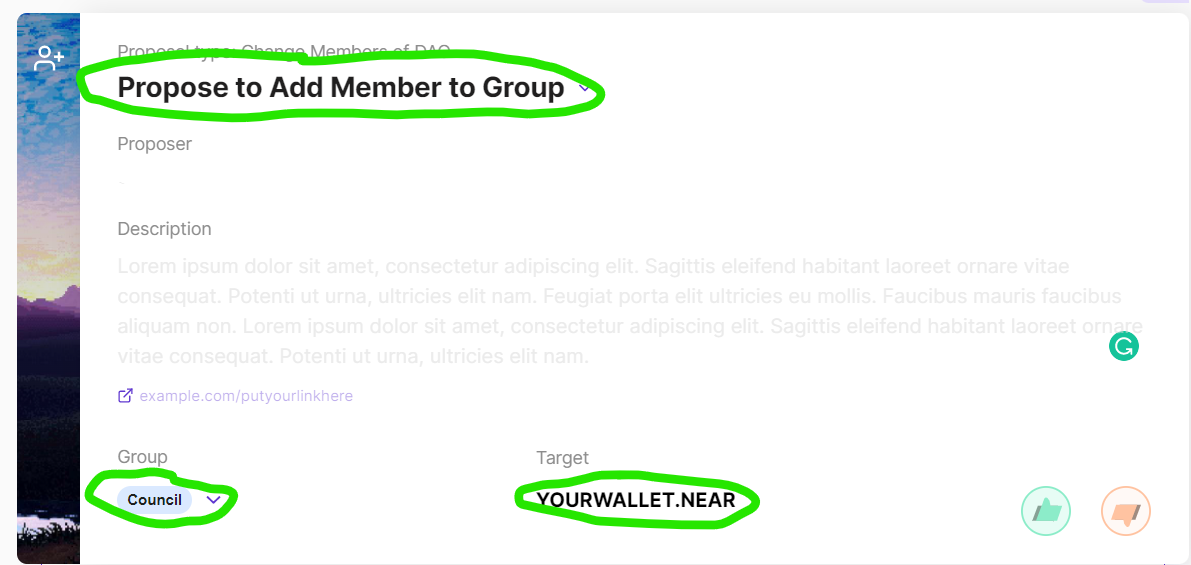 Proposal type: Change Members of DAO
Propose to Add Member to Group
Proposer
Description
Lorem ipsum dolor sit amet, consectetur adipiscing elit. Sagittis eleifend habitant laoreet ornare vitae
consequat. Potenti ut urna, ultricies elit nam. Feugiat porta elit ultricies eu mollis. Faucibus mauris faucibus
aliquam non. Lorem ipsum dolor sit amet, consectetur adipiscing elit. Sagittis eleifend habitant laoreet ornare
vitae consequat. Potenti ut urna, ultricies elit nam.
example.com/putyourlinkhere
Group
Target
Council
YOURWALLET.NEAR